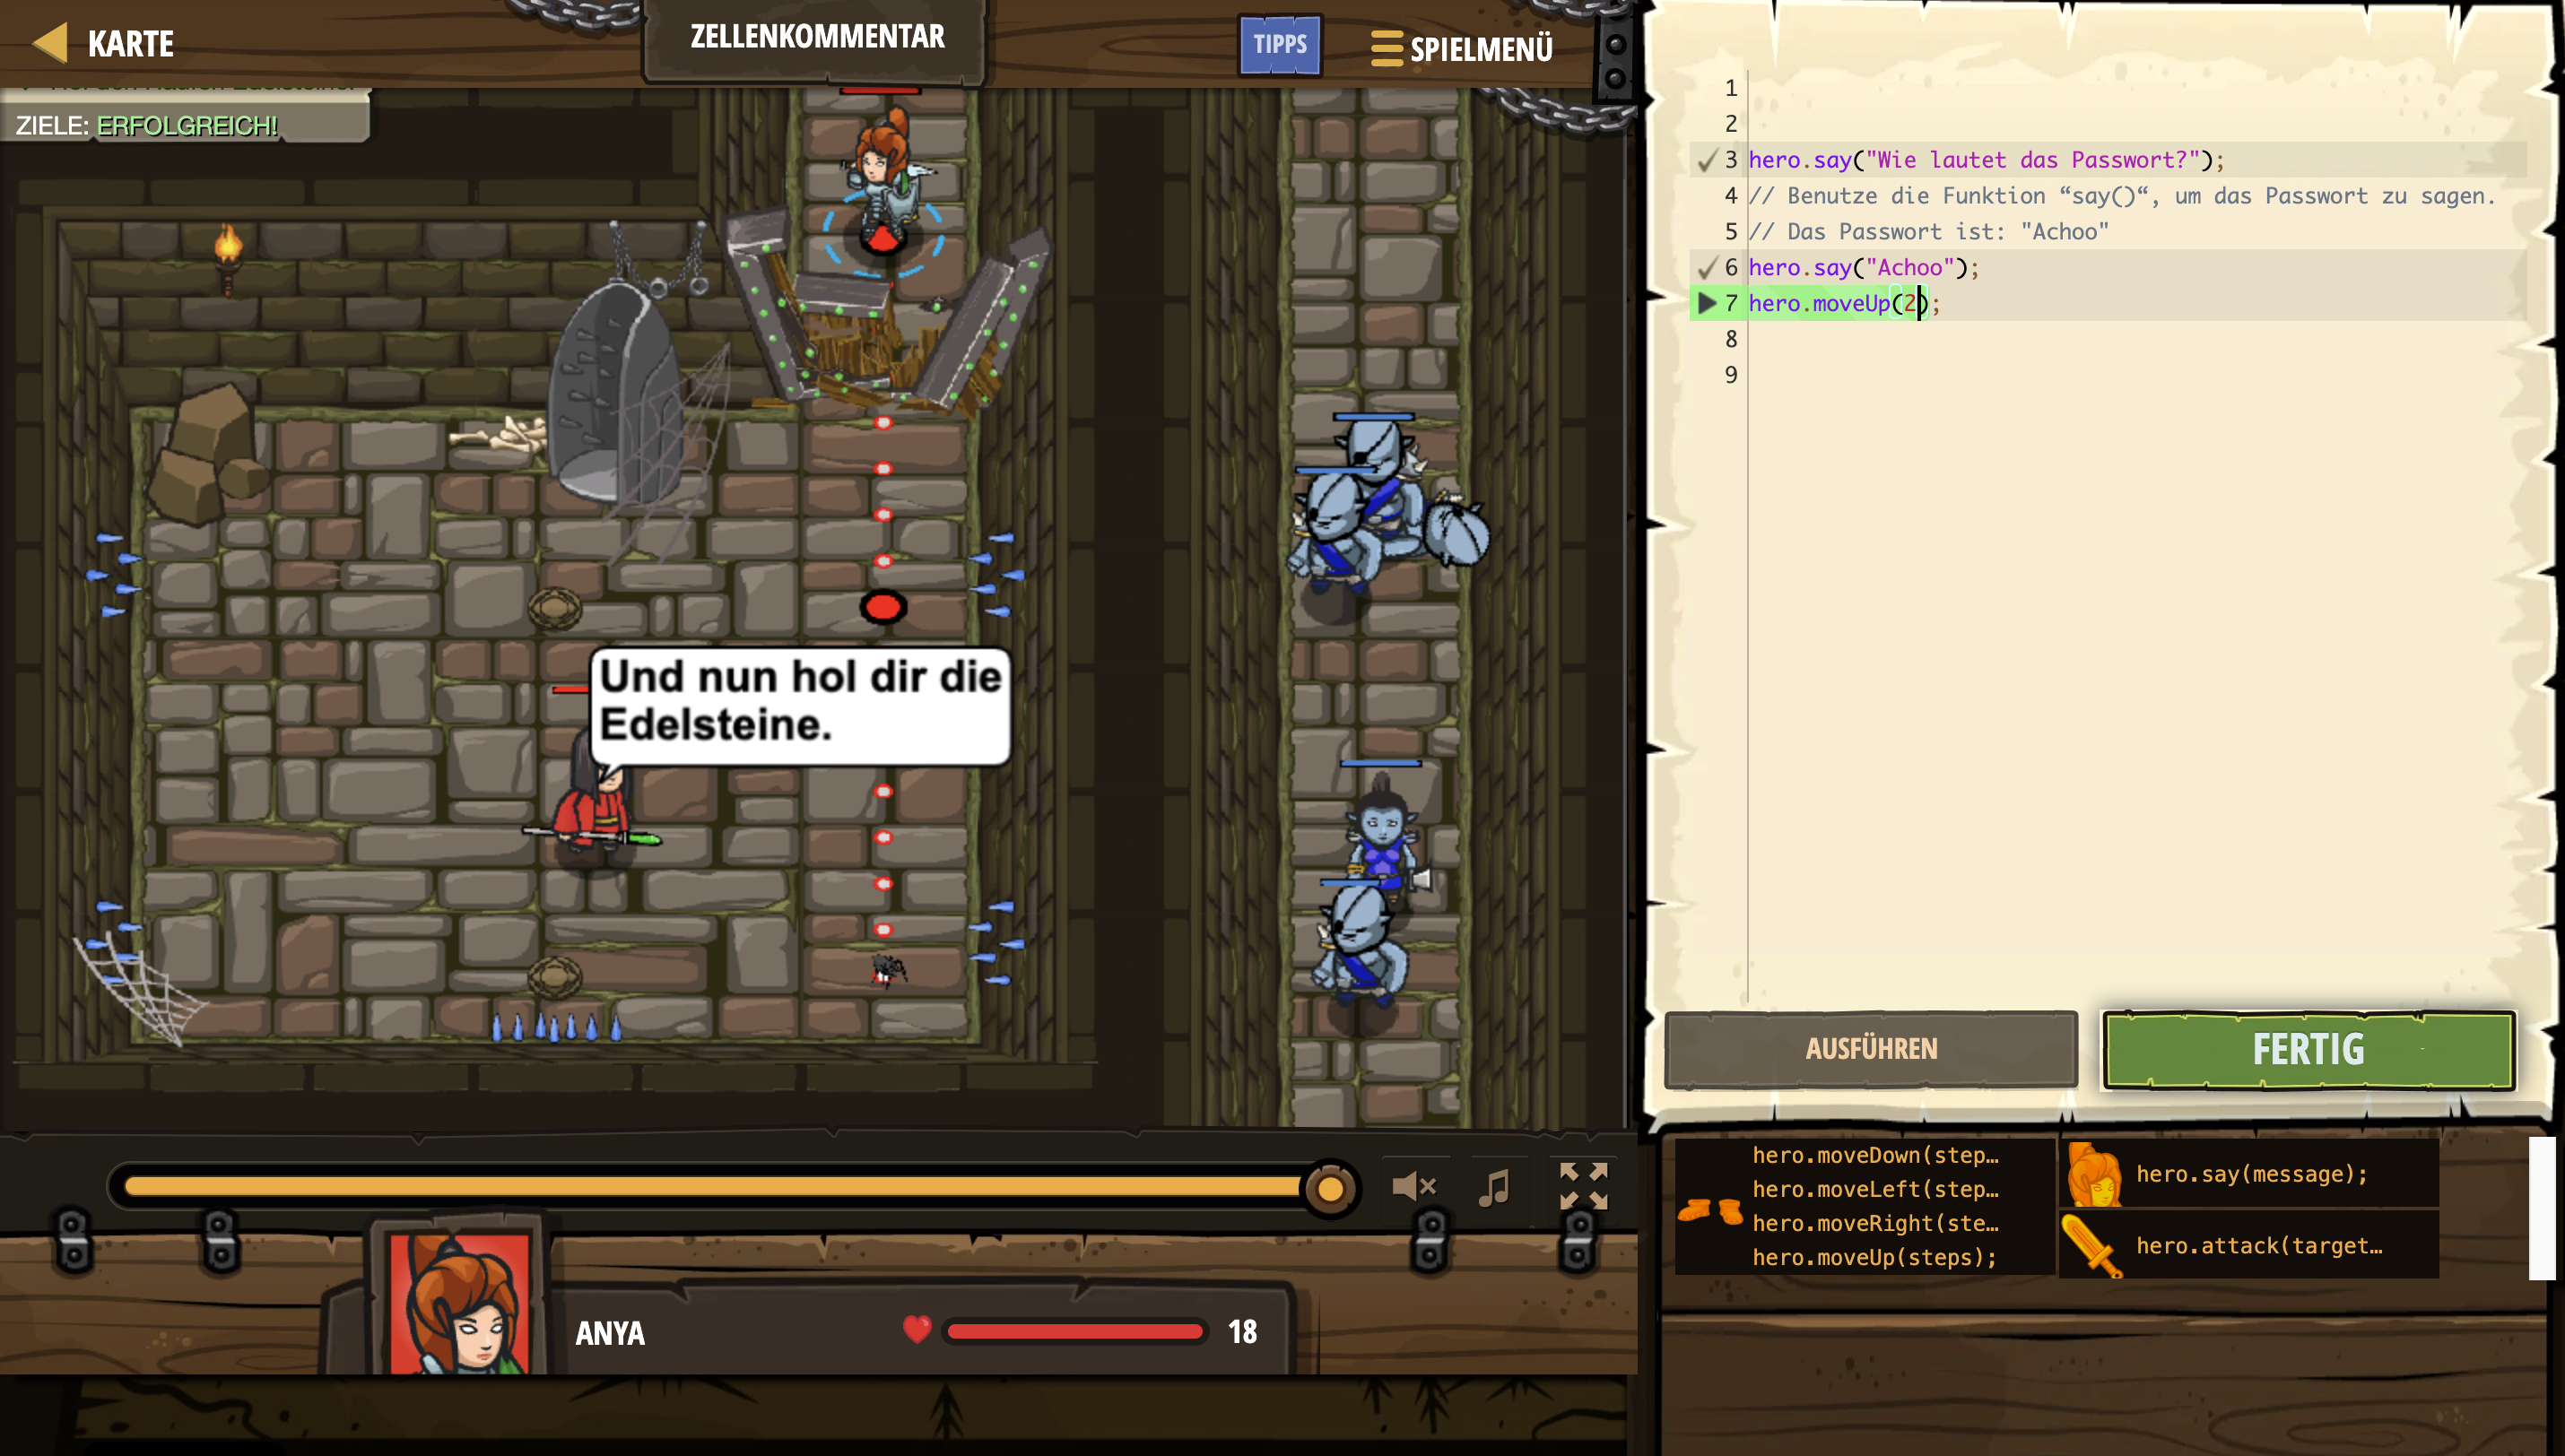 KARTE
ZELLENKOMMENTAR
TIPPS
SPIELMENÜ
ZIELE: ERFOLGREICH!
Und nun hol dir die
Edelsteine.
ANYA
18
1
2
3 hero.say("Wie lautet das Passwort?");
4 // Benutze die Funktion “say()“, um das Passwort zu sagen.
5 // Das Passwort ist: "Achoo"
6 hero.say("Achoo");
7 hero.moveUp(2);
8
9
AUSFÜHREN
FERTIG
hero.moveDown(step…
hero.moveLeft(step…
hero.moveRight(ste…
hero.moveUp(steps);
hero.say(message);
hero.attack(target…